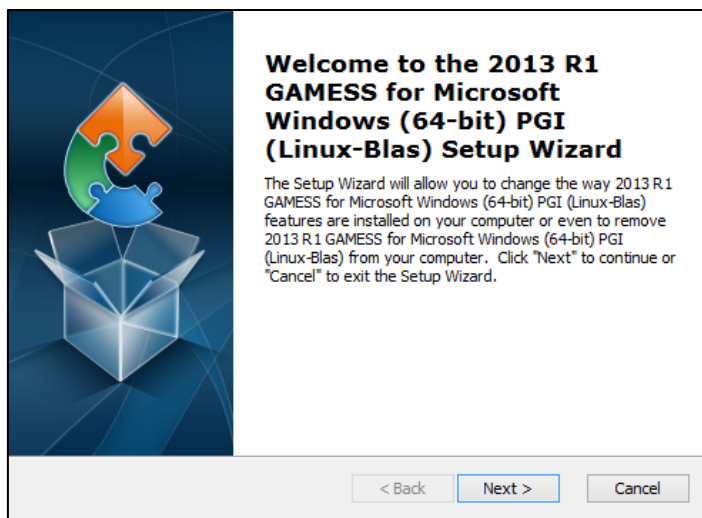 Welcome to the 2013 R1
GAMESS for Microsoft
Windows (64-bit) PGI
(Linux-Blas) Setup Wizard
The Setup Wizard will allow you to change the way 2013 R1
GAMESS for Microsoft Windows (64-bit) PGI (Linux-Blas)
features are installed on your computer or even to remove
2013 R1 GAMESS for Microsoft Windows (64-bit) PGI
(Linux-Blas) from your computer. Click "Next" to continue or
"Cancel" to exit the Setup Wizard.
< Back Next > Cancel